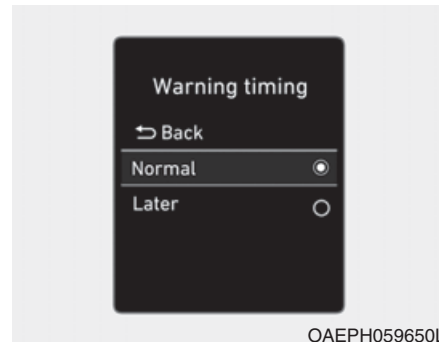 Warning timing
Back
Normal
Later
OAEPH059650L